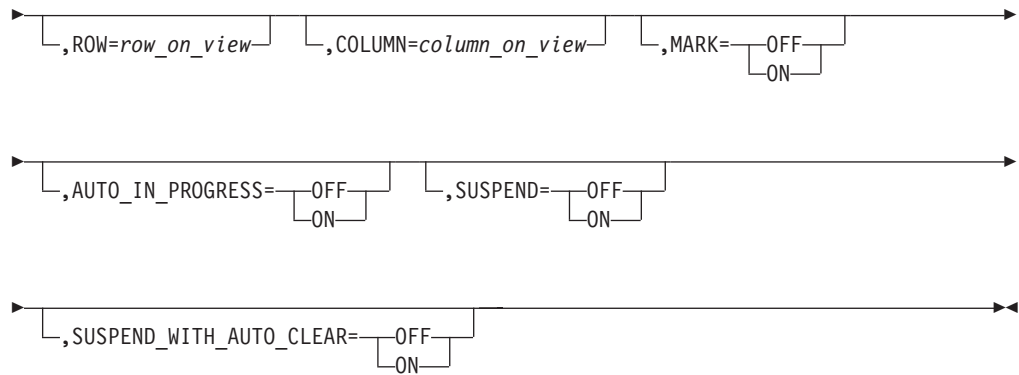 ,ROW=row_on_view ,COLUMN=column_on_view ,MARK= OFF
ON
,AUTO_IN_PROGRESS= OFF ,SUSPEND= OFF
ON ON
,SUSPEND_WITH_AUTO_CLEAR= OFF
ON